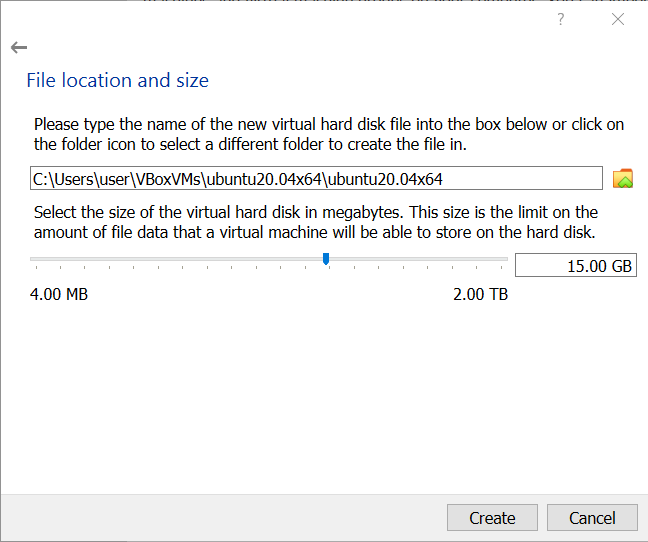 ?
File location and size
Please type the name of the new virtual hard disk file into the box below or click on
the folder icon to select a different folder to create the file in.
C:\Users\user\VBoxVMs\ubuntu20.04x64\ubuntu20.04x64
Select the size of the virtual hard disk in megabytes. This size is the limit on the
amount of file data that a virtual machine will be able to store on the hard disk.
15.00 GB
4.00 MB 2.00 TB
Create Cancel